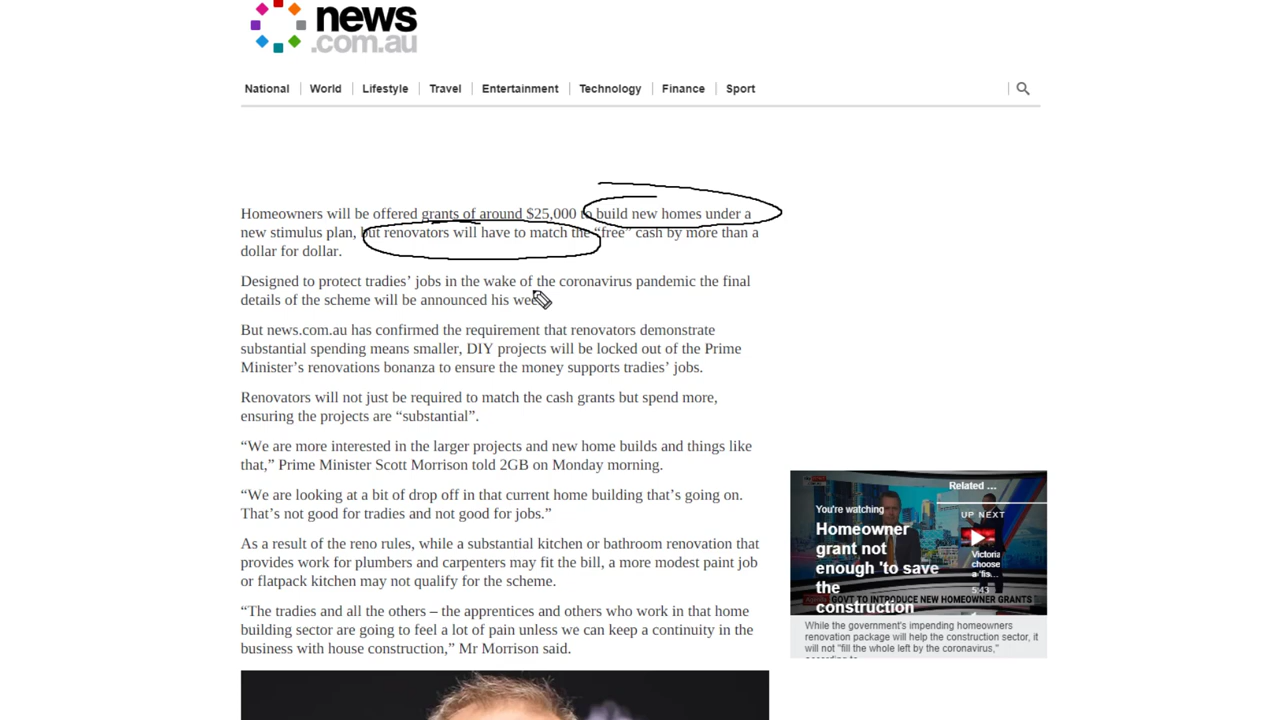 news
.com.au
National World Lifestyle Travel Entertainment Technology Finance Sport
Homeowners will be offered grants of around $25,000 to build new homes under a
new stimulus plan, but renovators will have to match the “free” cash by more than a
dollar for dollar.
Designed to protect tradies’ jobs in the wake of the coronavirus pandemic the final
details of the scheme will be announced his week
But news.com.au has confirmed the requirement that renovators demonstrate
substantial spending means smaller, DIY projects will be locked out of the Prime
Minister’s renovations bonanza to ensure the money supports tradies’ jobs.
Renovators will not just be required to match the cash grants but spend more,
ensuring the projects are “substantial”.
“We are more interested in the larger projects and new home builds and things like
that,” Prime Minister Scott Morrison told 2GB on Monday morning.
“We are looking at a bit of drop off in that current home building that’s going on.
That’s not good for tradies and not good for jobs.”
As a result of the reno rules, while a substantial kitchen or bathroom renovation that
provides work for plumbers and carpenters may fit the bill, a more modest paint job
or flatpack kitchen may not qualify for the scheme.
“The tradies and all the others – the apprentices and others who work in that home
building sector are going to feel a lot of pain unless we can keep a continuity in the
business with house construction,” Mr Morrison said.
Related ...
You're watching
UP NEXT
Homeowner
grant not
enough 'to save
the
construction
Victoria
choose
a 'fis...
5:43
GOVT TO INTRODUCE NEW HOMEOWNER GRANTS
While the government's impending homeowners
renovation package will help the construction sector, it
will not "fill the whole left by the coronavirus,"
according to